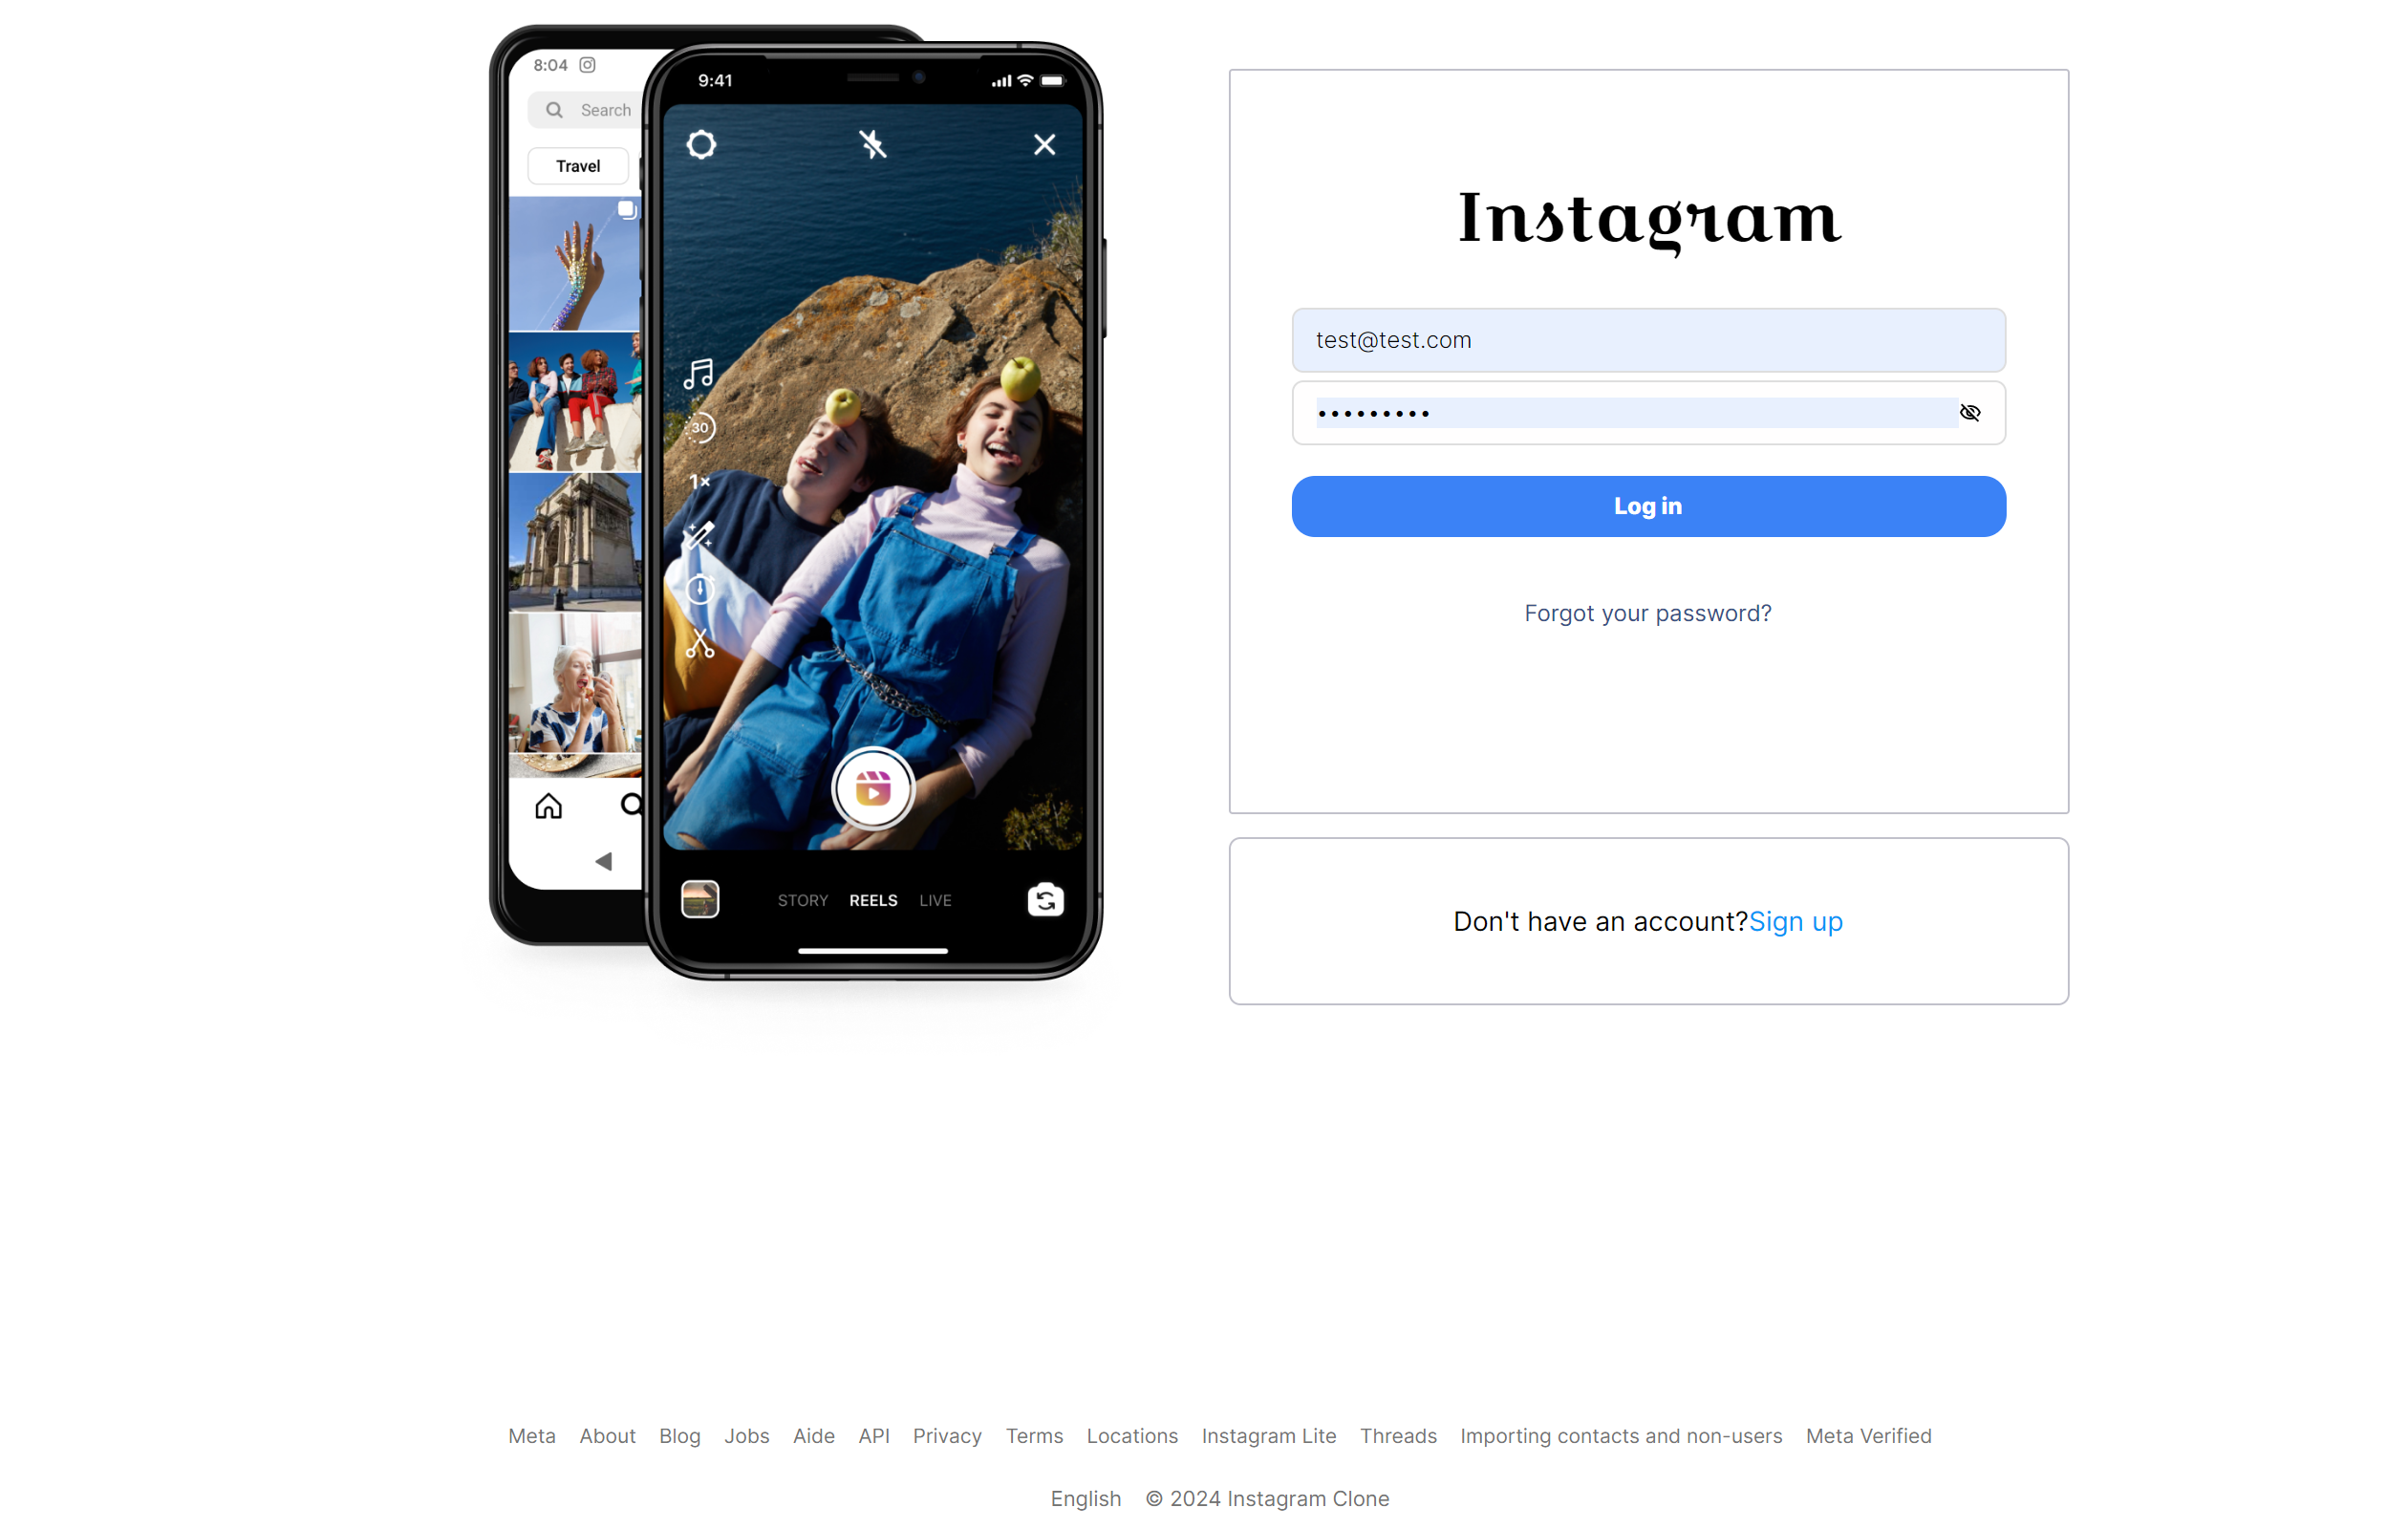 8:04
Search
Travel
9:41
30
1×
STORY REELS LIVE
Instagram
test@test.com
•••••••••
Log in
Forgot your password?
Don't have an account?Sign up
Meta About Blog Jobs Aide API Privacy Terms Locations Instagram Lite Threads Importing contacts and non-users Meta Verified
English © 2024 Instagram Clone